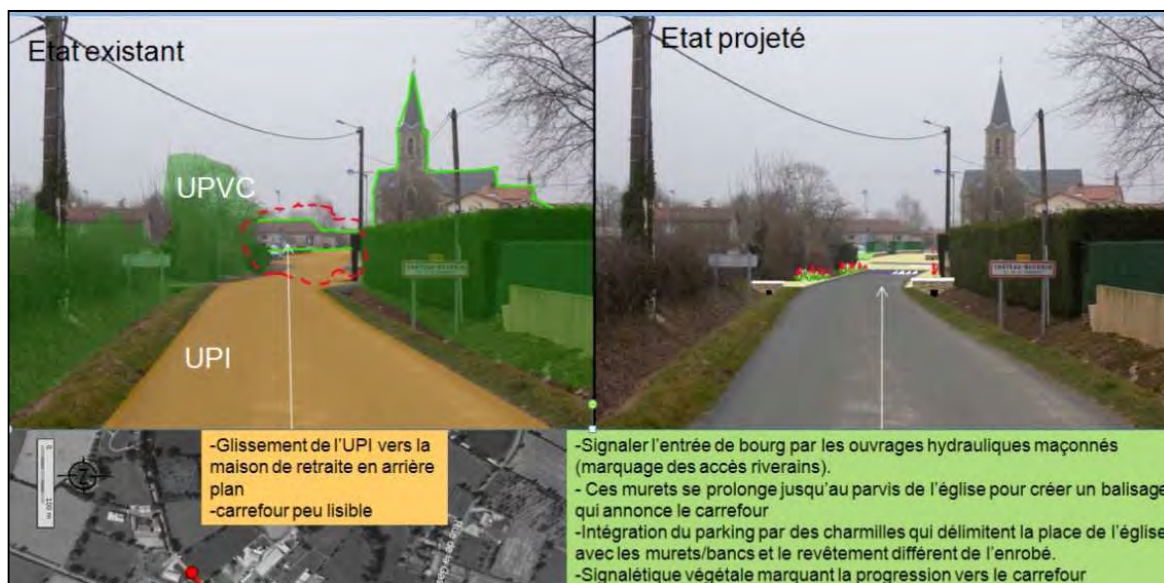 Etat existant
Etat projeté
UPVC
UPI
-Glissement de l'UPI vers la
maison de retraite en arrière
plan
-carrefour peu lisible
-Signaler l'entrée de bourg par les ouvrages hydrauliques maçonnés
(marquage des accès riverains).
- Ces murets se prolonge jusqu'au parvis de l'église pour créer un balisage
qui annonce le carrefour
-Intégration du parking par des charmilles qui délimitent la place de l'église
avec les murets/bancs et le revêtement différent de l'enrobé.
-Signalétique végétale marquant la progression vers le carrefour
0
100 m